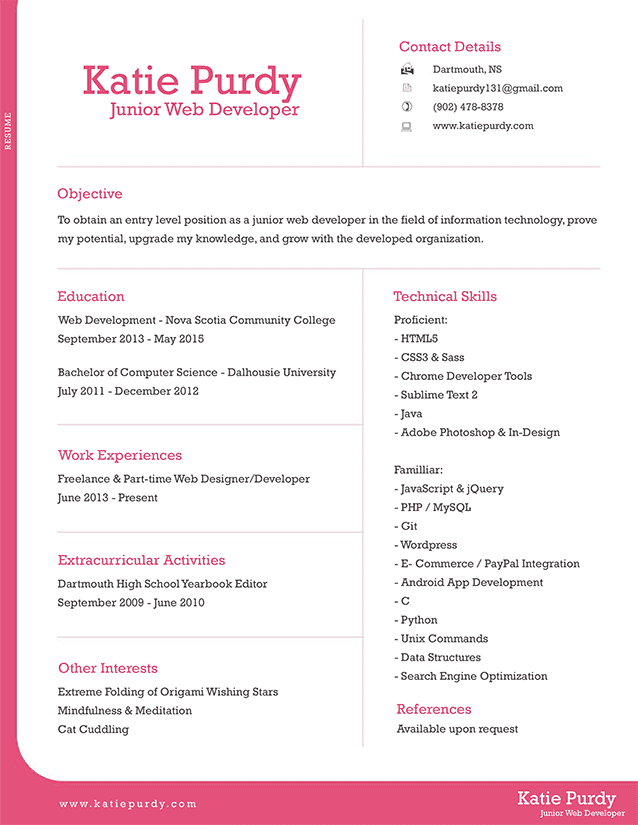 RESUME
Katie Purdy
Junior Web Developer
Contact Details
Dartmouth, NS
katiepurdy131@gmail.com
(902) 478-8378
www.katiepurdy.com
Objective
To obtain an entry level position as a junior web developer in the field of information technology, prove
my potential, upgrade my knowledge, and grow with the developed organization.
Education
Web Development - Nova Scotia Community College
September 2013 - May 2015
Bachelor of Computer Science - Dalhousie University
July 2011 - December 2012
Work Experiences
Freelance & Part-time Web Designer/Developer
June 2013 - Present
Extracurricular Activities
Dartmouth High School Yearbook Editor
September 2009 - June 2010
Other Interests
Extreme Folding of Origami Wishing Stars
Mindfulness & Meditation
Cat Cuddling
Technical Skills
Proficient:
- HTML5
- CSS3 & Sass
- Chrome Developer Tools
- Sublime Text 2
- Java
- Adobe Photoshop & In-Design
Familliar:
- JavaScript & jQuery
- PHP / MySQL
- Git
- Wordpress
- E- Commerce / PayPal Integration
- Android App Development
- C
- Python
- Unix Commands
- Data Structures
- Search Engine Optimization
References
Available upon request
www.katiepurdy.com
Katie Purdy
Junior Web Developer